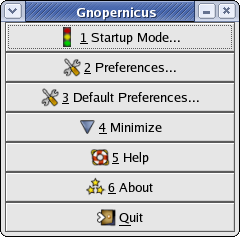 Gnopernicus
1 Startup Mode...
2 Preferences...
3 Default Preferences...
4 Minimize
5 Help
6 About
Quit